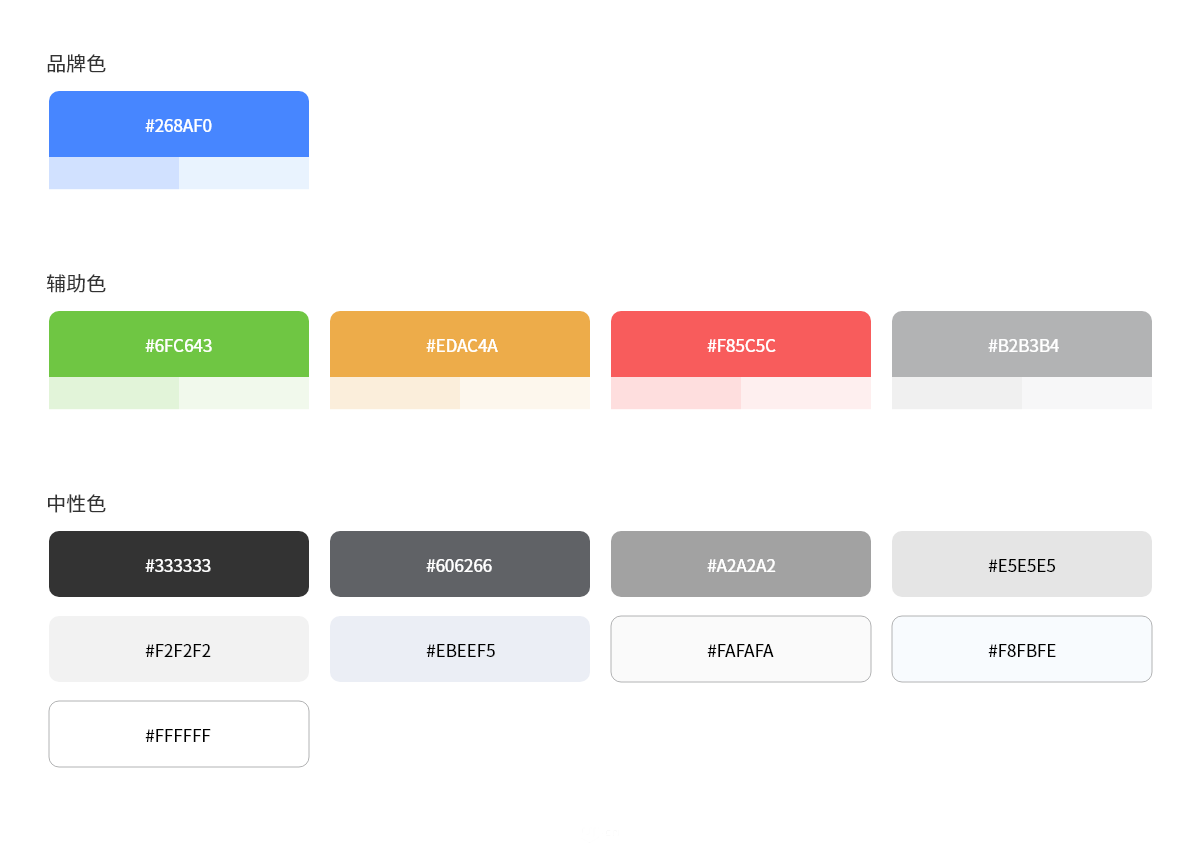 品牌色
#268AF0
辅助色
#6FC643 #EDAC4A #F85C5C #B2B3B4
中性色
#333333 #606266 #A2A2A2 #E5E5E5
#F2F2F2 #EBEEF5 #FAFAFA #F8FBFE
#FFFFFF